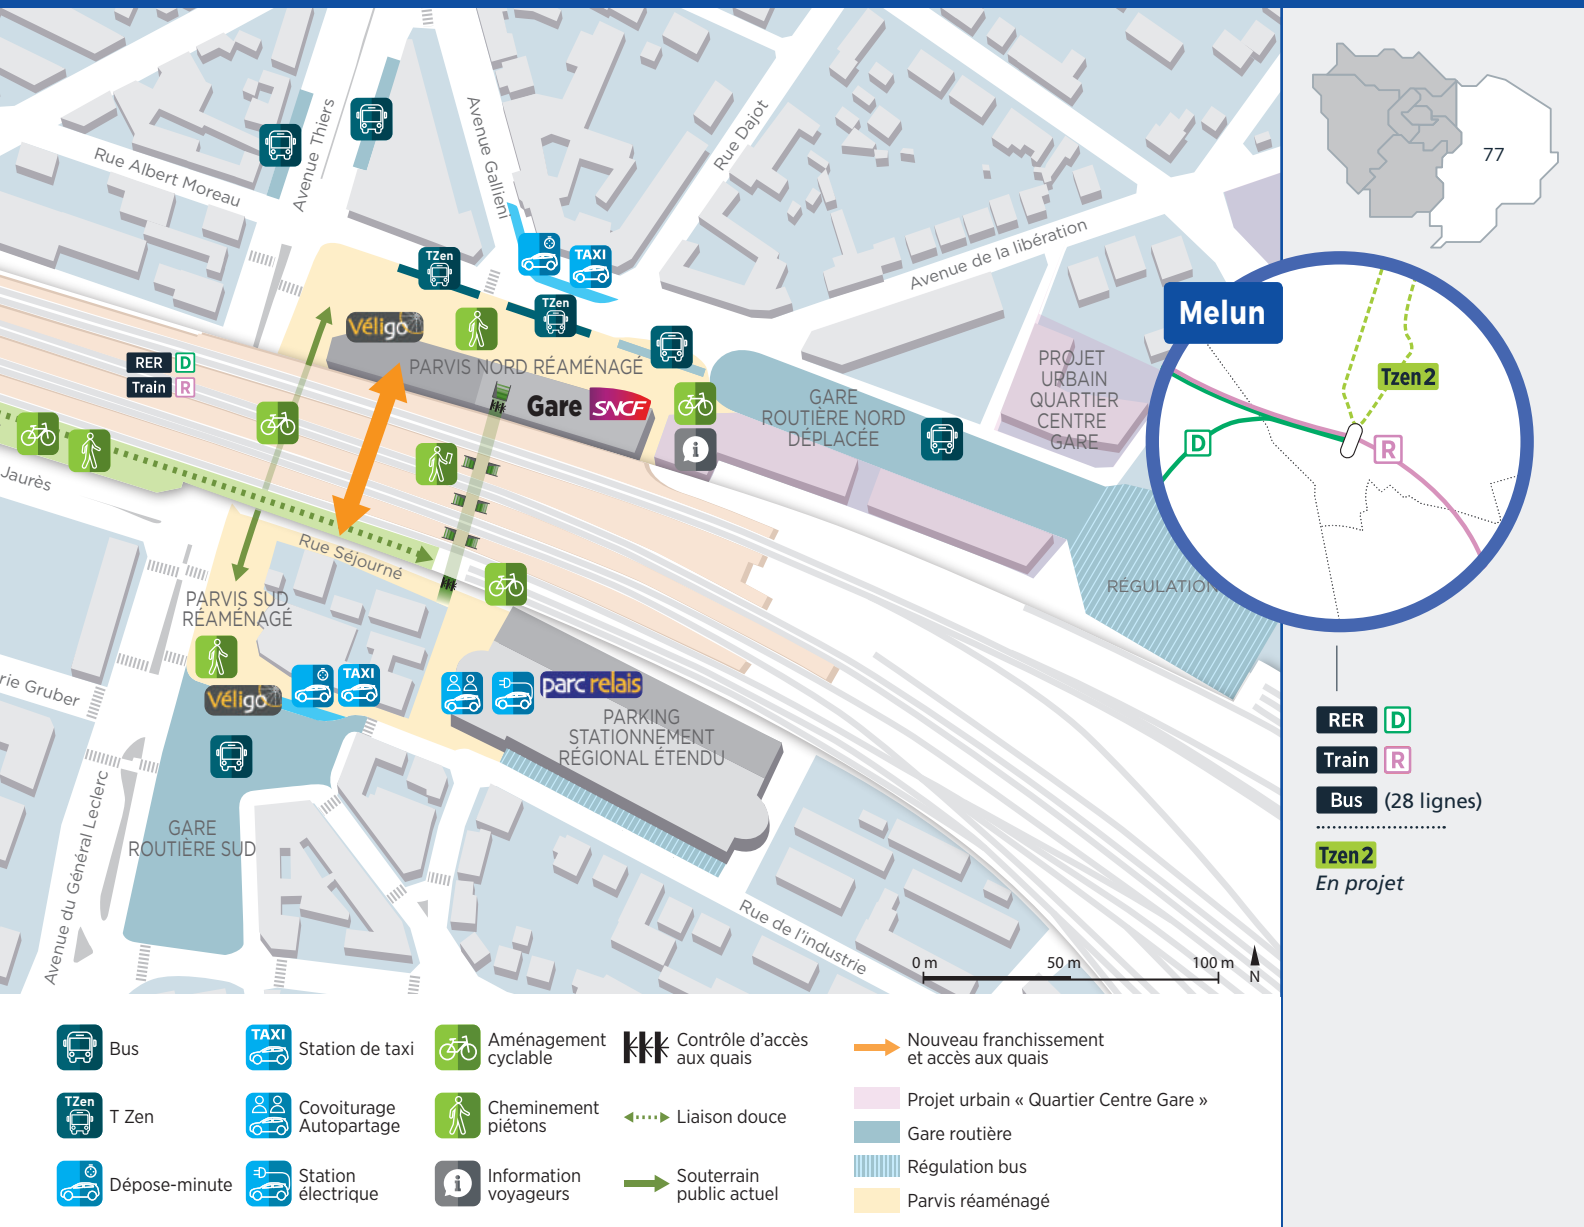 Avenue Thiers
Avenue Gallieni
Rue Dajot
Rue Albert Moreau
Avenue de la libération
TZen
TAXI
TZen
Véligo
PARVIS NORD RÉAMÉNAGÉ
RER D
Train R
Gare SNCF
GARE
ROUTIÈRE NORD
DÉPLACÉE
PROJET
URBAIN
QUARTIER
CENTRE
GARE
i
Jaurès
Rue Séjourné
PARVIS SUD
RÉAMÉNAGÉ
RÉGULATION
rie Gruber
Véligo
TAXI
parc relais
PARKING
STATIONNEMENT
RÉGIONAL ÉTENDU
GARE
ROUTIÈRE SUD
Avenue du Général Leclerc
Rue de l'industrie
0 m 50 m 100 m
N
77
Melun
Tzen 2
D
R
RER D
Train R
Bus (28 lignes)
Tzen 2
En projet
Bus
TZen
T Zen
Dépose-minute
TAXI
Station de taxi
Covoiturage
Autopartage
Station
électrique
Aménagement
cyclable
Cheminement
piétons
i
Information
voyageurs
Contrôle d'accès
aux quais
Liaison douce
Souterrain
public actuel
Nouveau franchissement
et accès aux quais
Projet urbain « Quartier Centre Gare »
Gare routière
Régulation bus
Parvis réaménagé